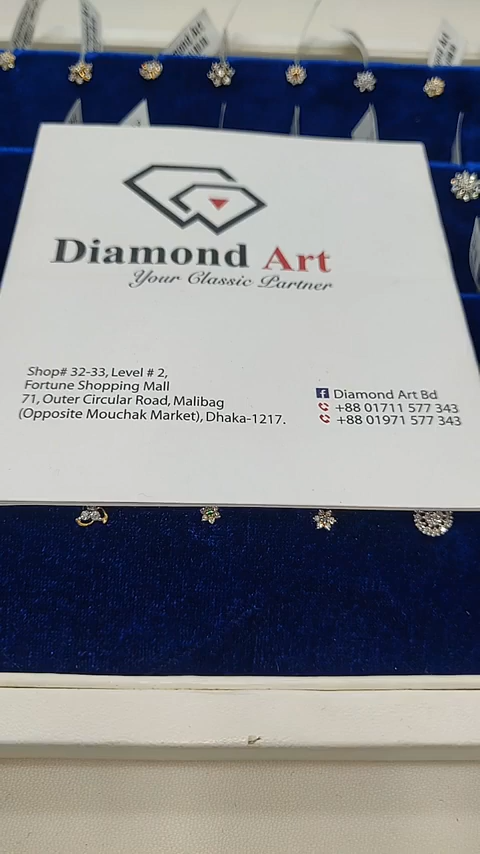 Diamond Art
Your Classic Partner
Shop# 32-33, Level # 2,
Fortune Shopping Mall
71, Outer Circular Road, Malibag
(Opposite Mouchak Market), Dhaka-1217.
Diamond Art Bd
+88 01711 577 343
+88 01971 577 343